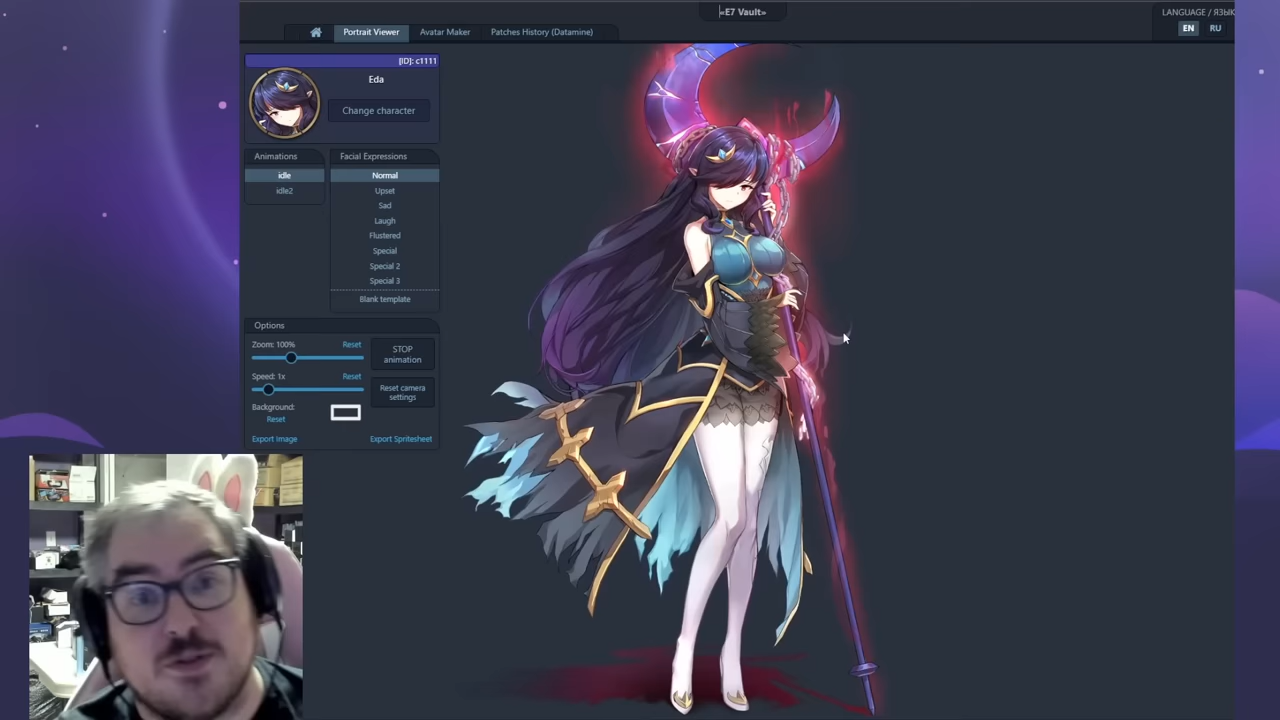 «E7 Vault»
LANGUAGE / ЯЗЫК
Portrait Viewer
Avatar Maker
Patches History (Datamine)
EN
RU
[ID]: c1111
Eda
Change character
Animations
idle
idle2
Facial Expressions
Normal
Upset
Sad
Laugh
Flustered
Special
Special 2
Special 3
Blank template
Options
Zoom: 100%
Reset
STOP
animation
Speed: 1x
Reset
Reset camera
settings
Background:
Reset
Export Image
Export Spritesheet